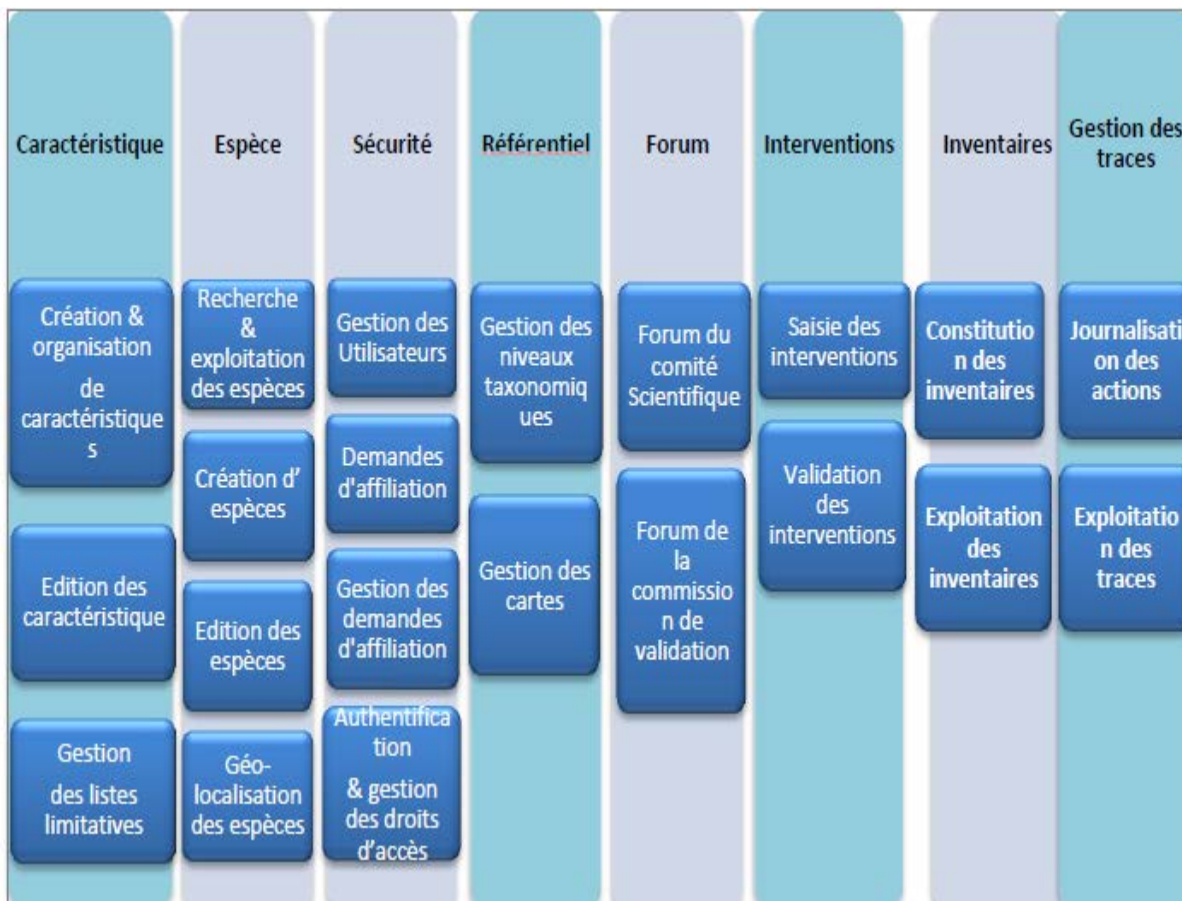 Caractéristique
Espèce
Sécurité
Référentiel
Forum
Interventions
Inventaires
Gestion des
traces
Création &
organisation
de
caractéristique
s
Edition des
caractéristique
Gestion
des listes
limitatives
Recherche
&
exploitation
des espèces
Création d'
espèces
Edition des
espèces
Géo-
localisation
des espèces
Gestion des
Utilisateurs
Demandes
d'affiliation
Gestion des
demandes
d'affiliation
Authentifica
tion
& gestion
des droits
d'accès
Gestion des
niveaux
taxonomiq
ues
Gestion des
cartes
Forum du
comité
Scientifique
Forum de
la
commissio
n de
validation
Saisie des
interventions
Validation
des
interventions
Constitutio
n des
inventaires
Exploitation
des
inventaires
Journalisati
on des
actions
Exploitatio
n des
traces